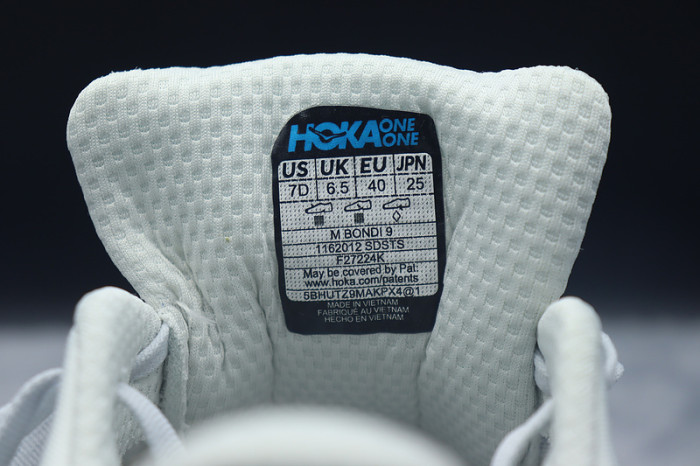 HOKA ONE ONE
US UK EU JPN
7D 6.5 40 25
M BONDI 9
1162012 SDSTS
F27224K
May be covered by Pat:
www.hoka.com/patents
5BHUTZ9MAKPX4@1
MADE IN VIETNAM
FABRIQUÉ AU VIETNAM
HECHO EN VIETNAM